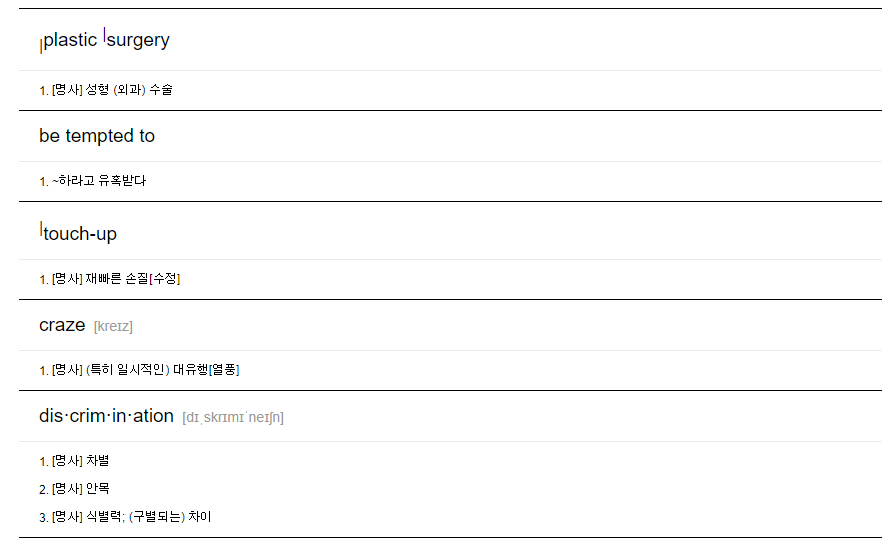 ˌplastic ˈsurgery
1. [명사] 성형 (외과) 수술
be tempted to
1. ~하라고 유혹받다
ˈtouch-up
1. [명사] 재빠른 손질[수정]
craze [kreɪz]
1. [명사] (특히 일시적인) 대유행[열풍]
dis·crim·in·ation [dɪˌskrɪmɪˈneɪʃn]
1. [명사] 차별
2. [명사] 안목
3. [명사] 식별력; (구별되는) 차이